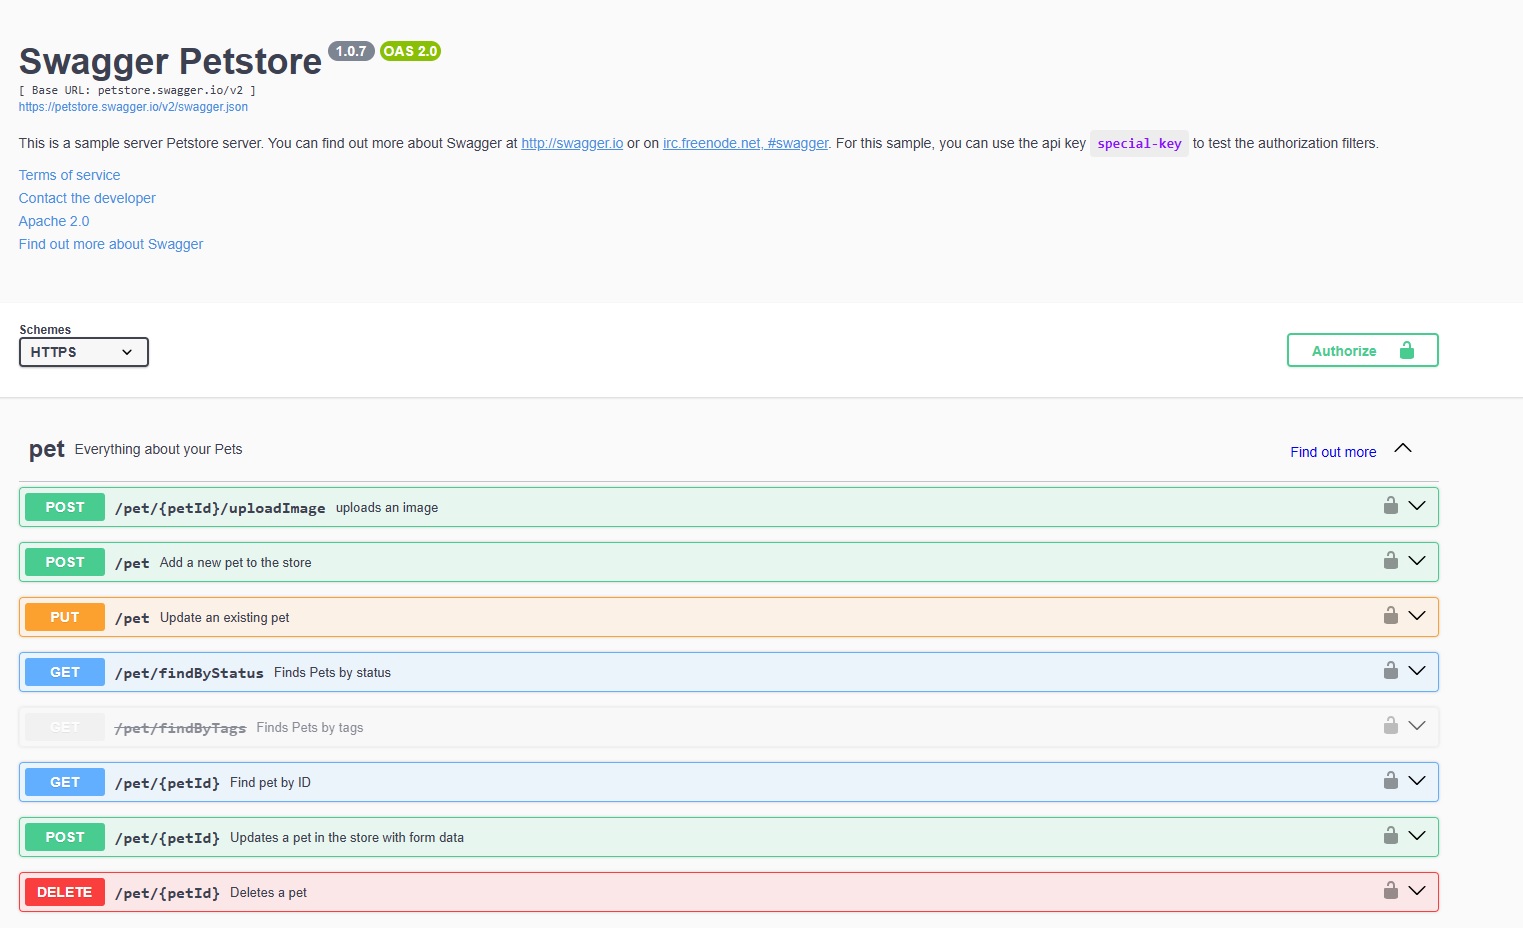 Swagger Petstore 1.0.7 OAS 2.0
[ Base URL: petstore.swagger.io/v2 ]
https://petstore.swagger.io/v2/swagger.json
This is a sample server Petstore server. You can find out more about Swagger at http://swagger.io or on irc.freenode.net, #swagger. For this sample, you can use the api key special-key to test the authorization filters.
Terms of service
Contact the developer
Apache 2.0
Find out more about Swagger
Schemes
HTTPS
Authorize
pet Everything about your Pets Find out more
POST /pet/{petId}/uploadImage uploads an image
POST /pet Add a new pet to the store
PUT /pet Update an existing pet
GET /pet/findByStatus Finds Pets by status
GET /pet/findByTags Finds Pets by tags
GET /pet/{petId} Find pet by ID
POST /pet/{petId} Updates a pet in the store with form data
DELETE /pet/{petId} Deletes a pet